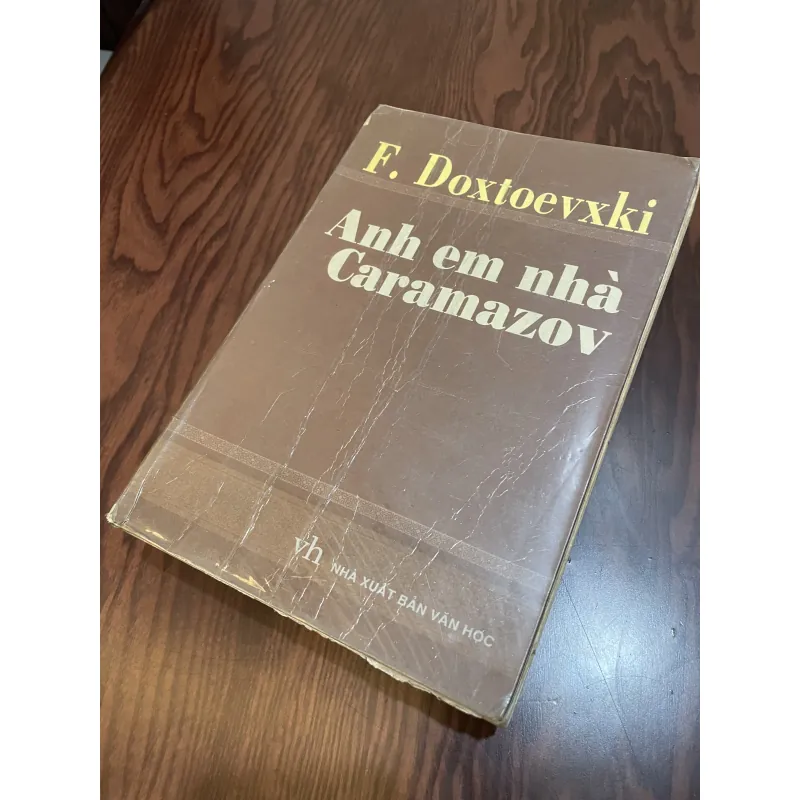 F. Doxtoevxki
Anh em nhà
Caramazov
vh NHÀ XUẤT BẢN VĂN HỌC